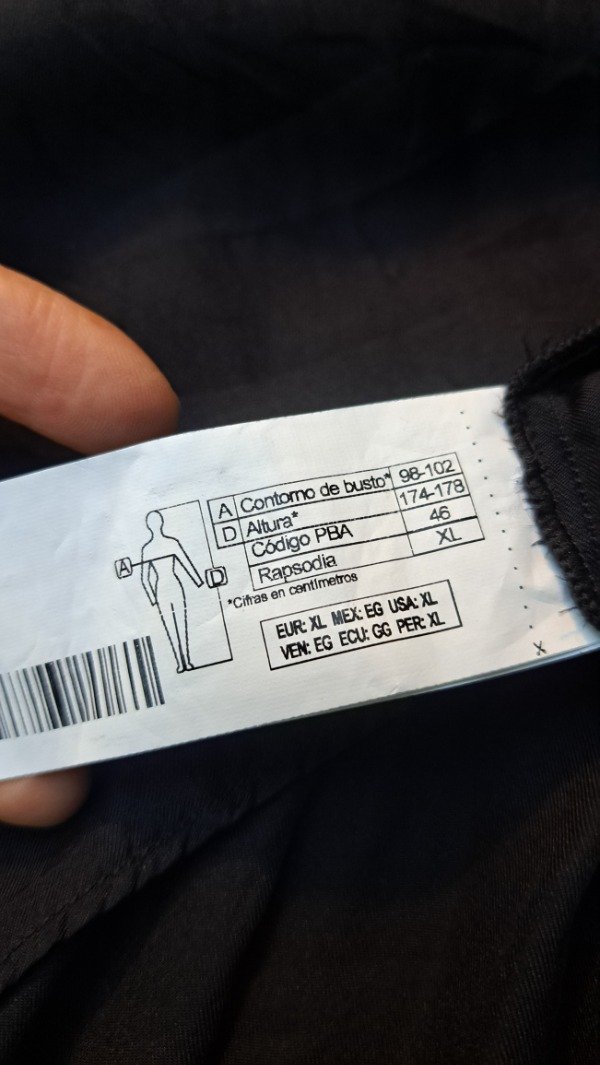 A Contorno de busto* 98-102
D Altura* 174-178
Código PBA 46
Rapsodia XL
*Cifras en centímetros
A
D
EUR: XL MEX: EG USA: XL
VEN: EG ECU: GG PER: XL
X